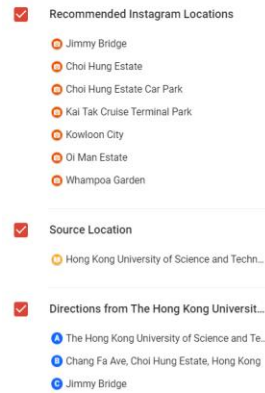 Recommended Instagram Locations
Jimmy Bridge
Choi Hung Estate
Choi Hung Estate Car Park
Kai Tak Cruise Terminal Park
Kowloon City
Oi Man Estate
Whampoa Garden
Source Location
Hong Kong University of Science and Techn...
Directions from The Hong Kong Universit...
A The Hong Kong University of Science and Te...
B Chang Fa Ave, Choi Hung Estate, Hong Kong
C Jimmy Bridge